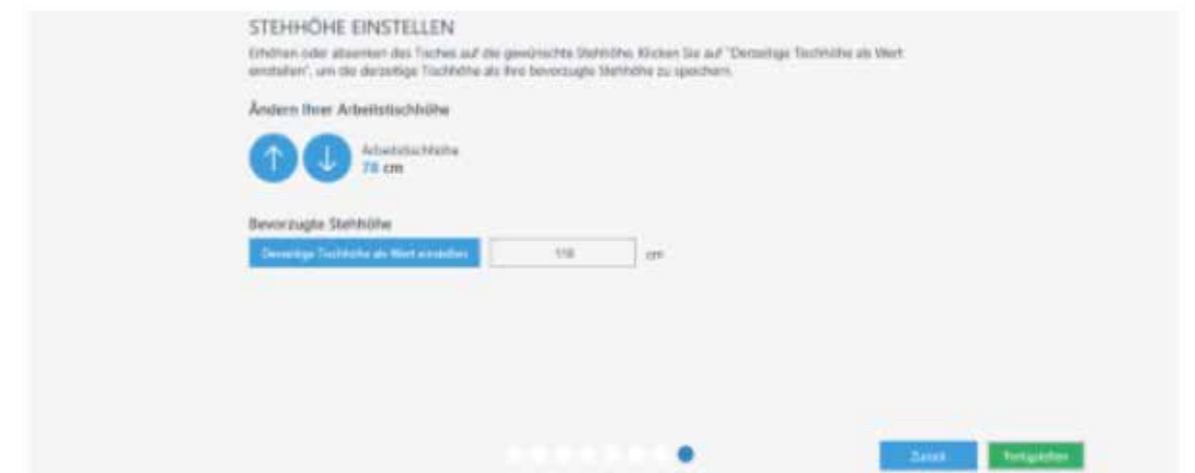 STEHHÖHE EINSTELLEN
Erhöhen oder absenken des Tisches auf die gewünschte Stehhöhe. Klicken Sie auf "Derzeitige Tischhöhe als Wert
einstellen", um die derzeitige Tischhöhe als Ihre bevorzugte Stehhöhe zu speichern.
Ändern Ihrer Arbeitstischhöhe
Arbeitstischhöhe
78 cm
Bevorzugte Stehhöhe
Derzeitige Tischhöhe als Wert einstellen
cm
Zurück
Fertigstellen